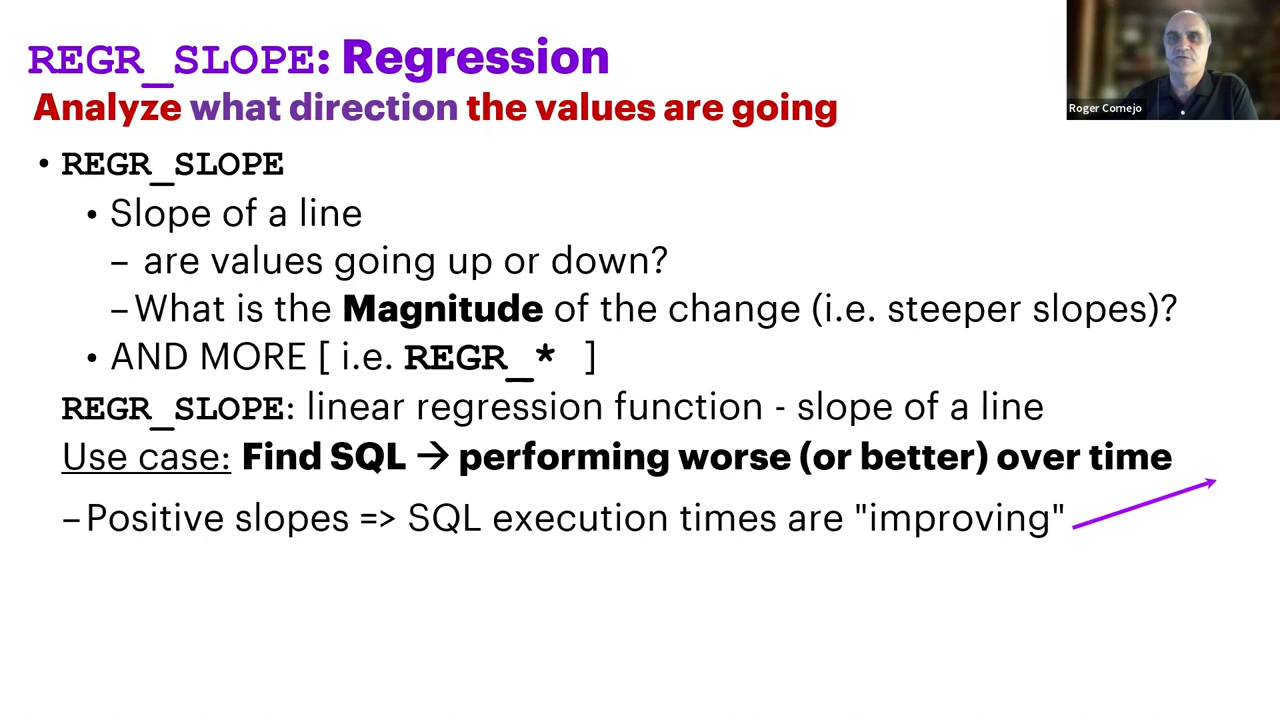 REGR_SLOPE: Regression
Analyze what direction the values are going
Roger Cornejo
• REGR_SLOPE
• Slope of a line
– are values going up or down?
– What is the Magnitude of the change (i.e. steeper slopes)?
• AND MORE [ i.e. REGR_* ]
REGR_SLOPE: linear regression function - slope of a line
Use case: Find SQL → performing worse (or better) over time
– Positive slopes => SQL execution times are "improving"